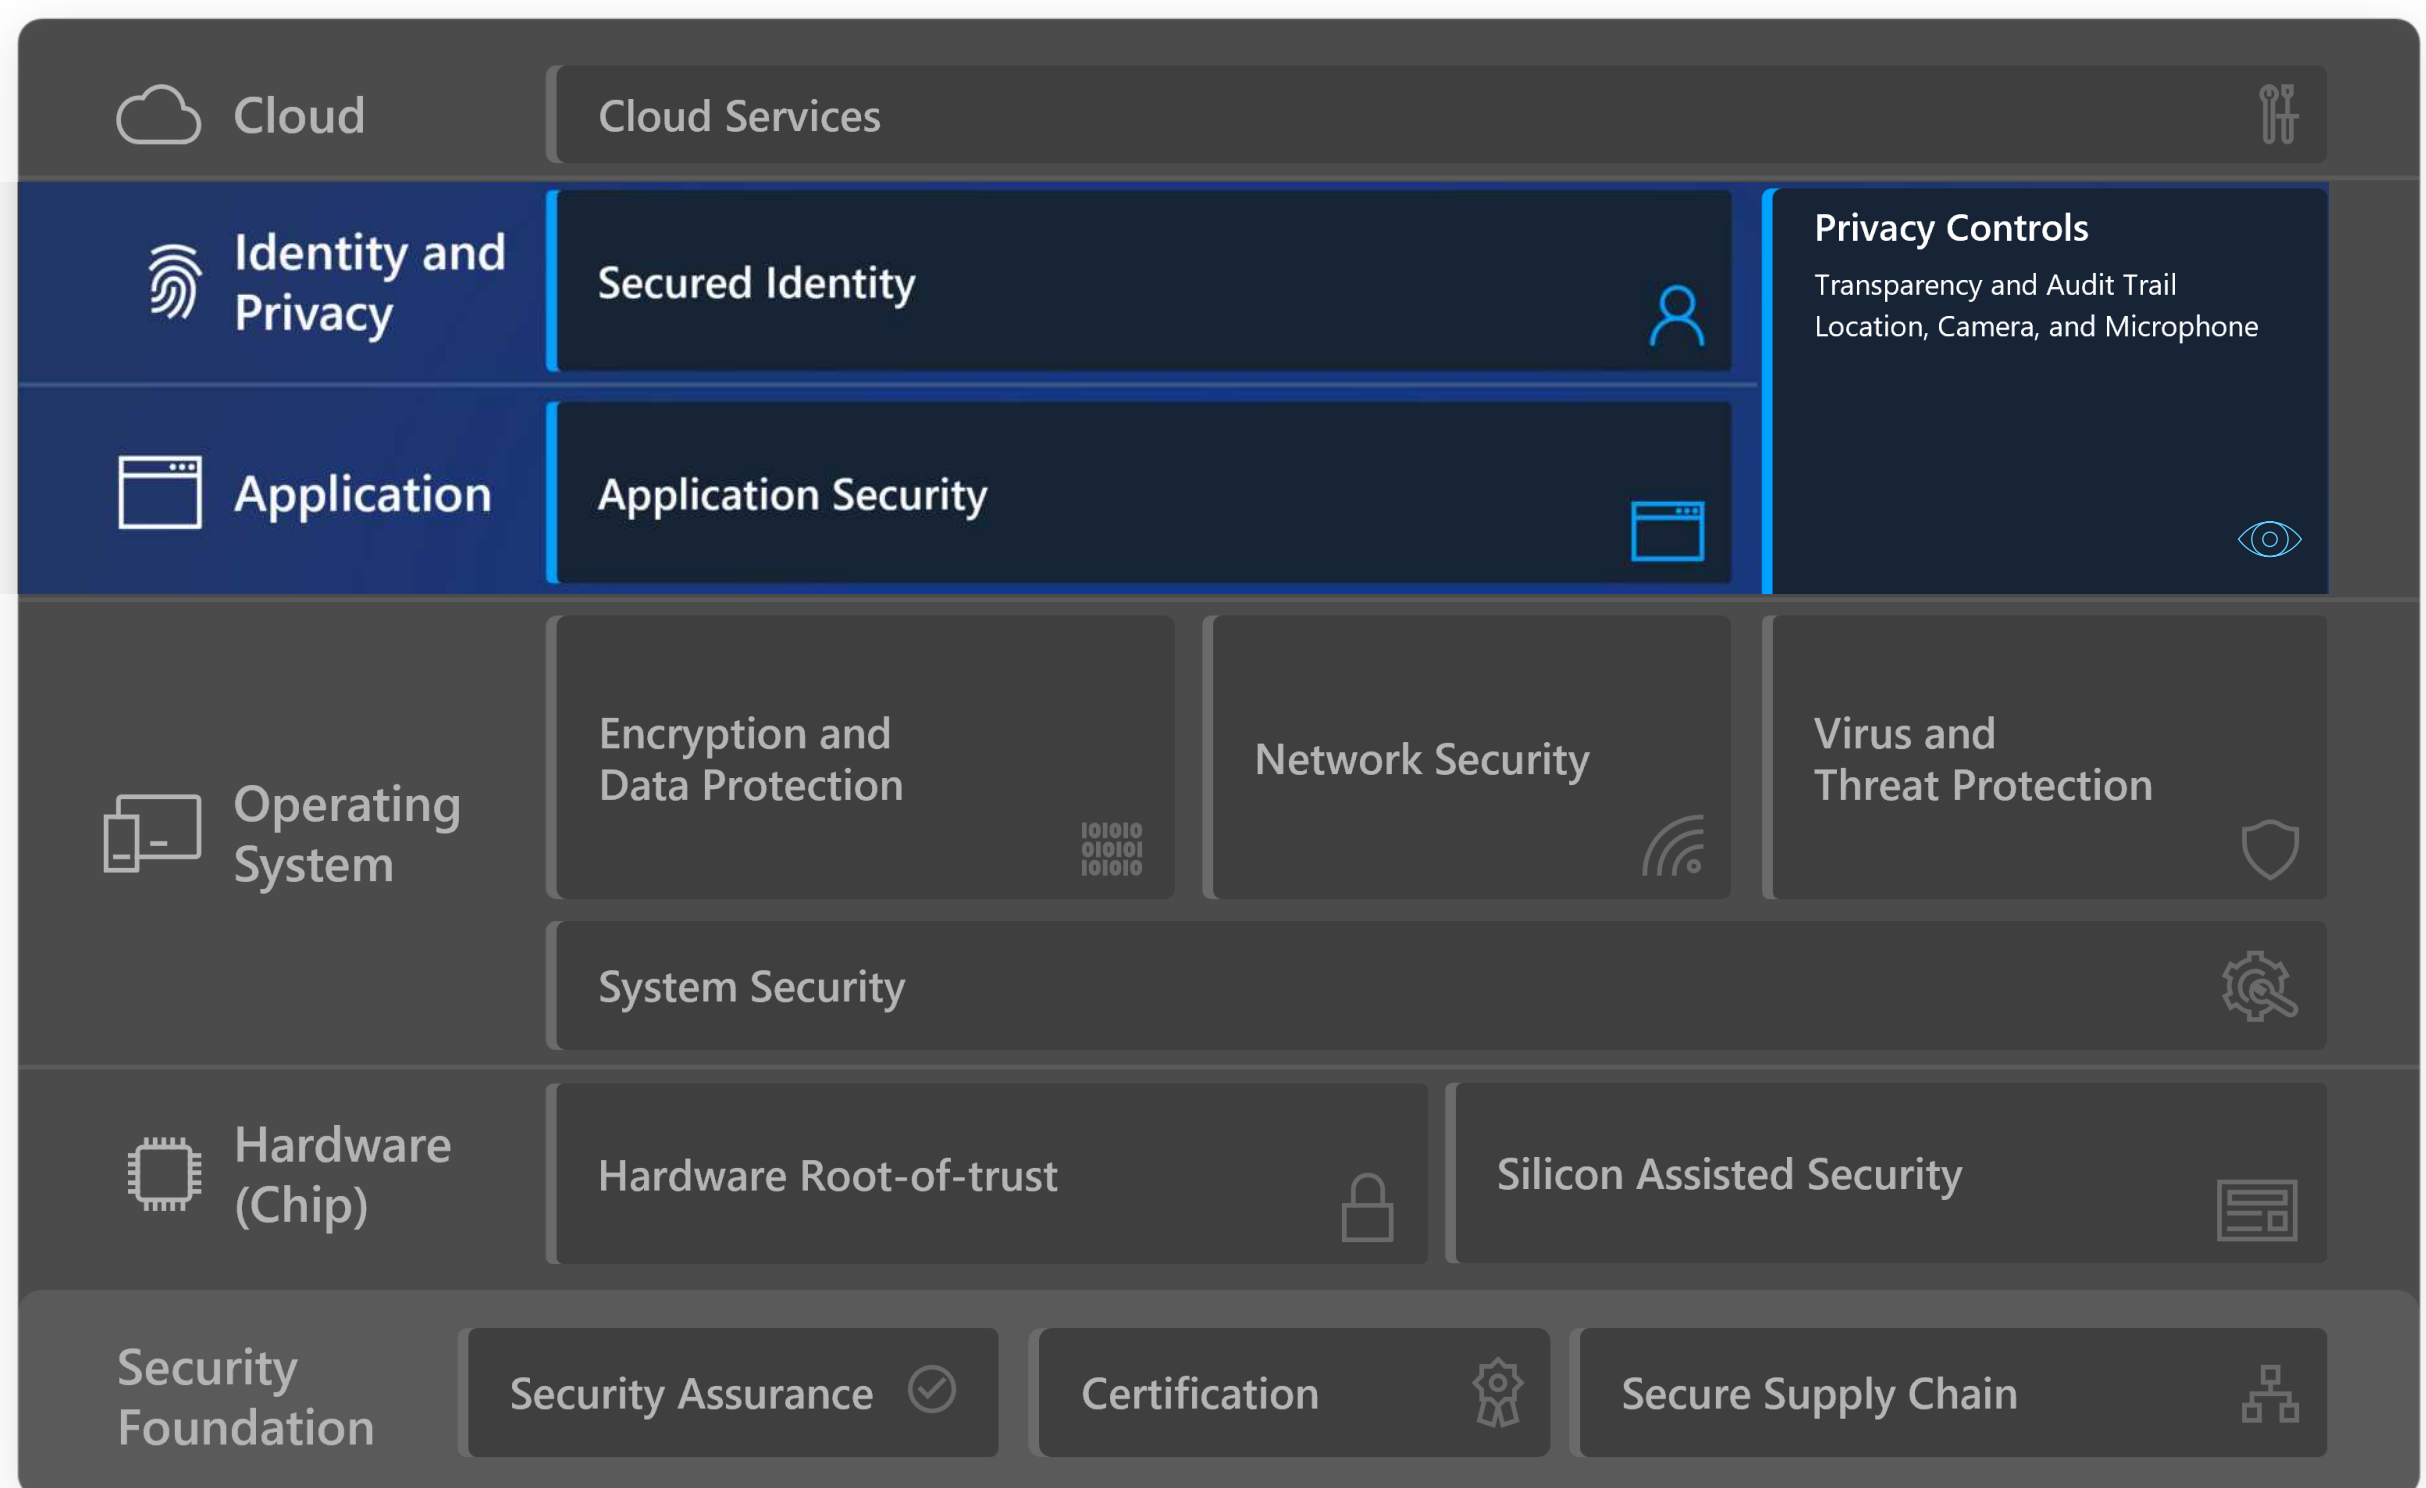 Cloud
Cloud Services
Identity and
Privacy
Secured Identity
Privacy Controls
Transparency and Audit Trail
Location, Camera, and Microphone
Application
Application Security
Operating
System
Encryption and
Data Protection
Network Security
Virus and
Threat Protection
System Security
Hardware
(Chip)
Hardware Root-of-trust
Silicon Assisted Security
Security
Foundation
Security Assurance
Certification
Secure Supply Chain